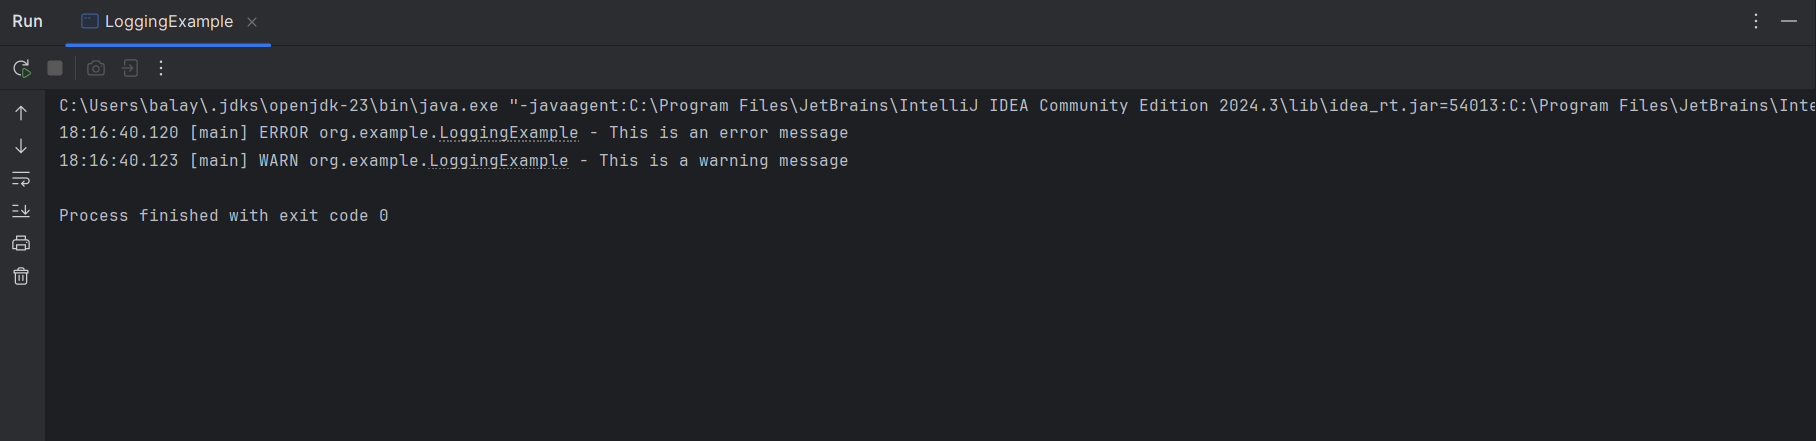 Run LoggingExample
C:\Users\balay\.jdks\openjdk-23\bin\java.exe "-javaagent:C:\Program Files\JetBrains\IntelliJ IDEA Community Edition 2024.3\lib\idea_rt.jar=54013:C:\Program Files\JetBrains\Inte
18:16:40.120 [main] ERROR org.example.LoggingExample - This is an error message
18:16:40.123 [main] WARN org.example.LoggingExample - This is a warning message
Process finished with exit code 0